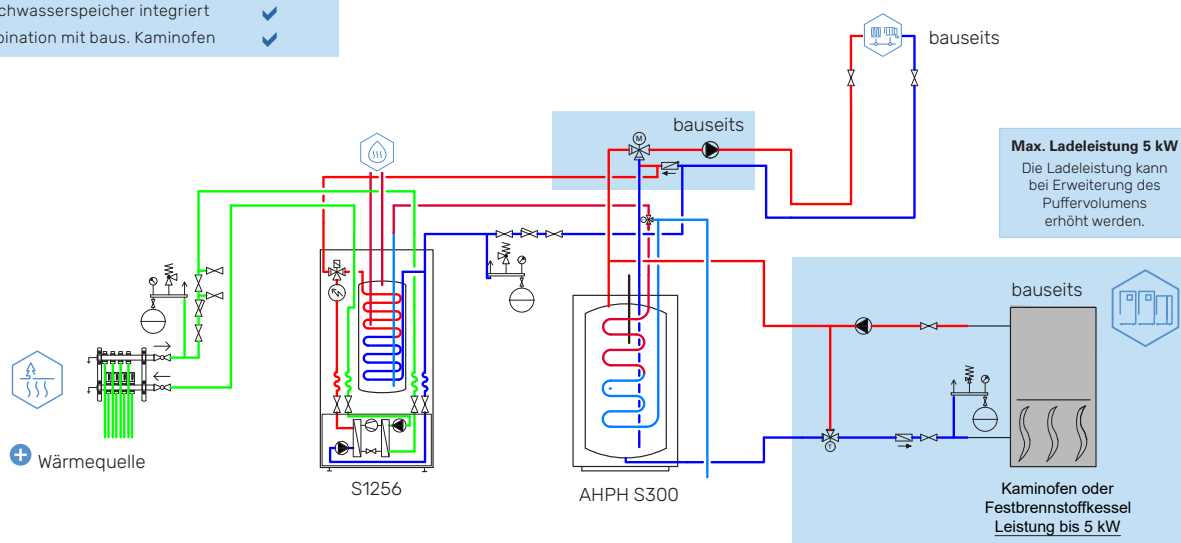 chwasserspeicher integriert
bination mit baus. Kaminofen
bauseits
bauseits
M
Max. Ladeleistung 5 kW
Die Ladeleistung kann
bei Erweiterung des
Puffervolumens
erhöht werden.
bauseits
T
Wärmequelle
S1256
AHPH S300
Kaminofen oder
Festbrennstoffkessel
Leistung bis 5 kW